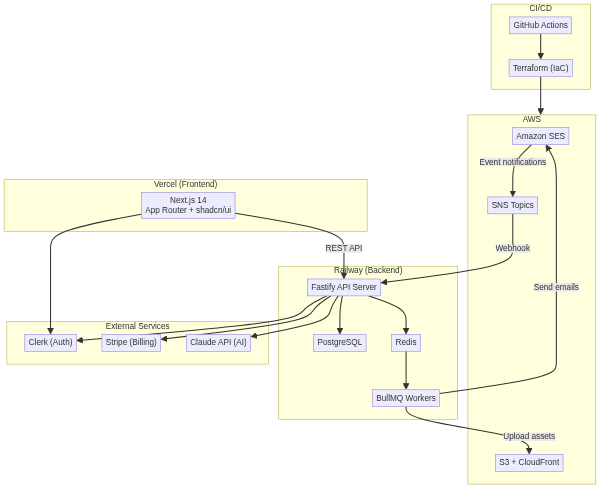 CI/CD
GitHub Actions
Terraform (IaC)
AWS
Amazon SES
Event notifications
Vercel (Frontend)
Next.js 14
App Router + shadcn/ui
SNS Topics
REST API
Webhook
Railway (Backend)
Fastify API Server
Send emails
External Services
Clerk (Auth)
Stripe (Billing)
Claude API (AI)
PostgreSQL
Redis
BullMQ Workers
Upload assets
S3 + CloudFront